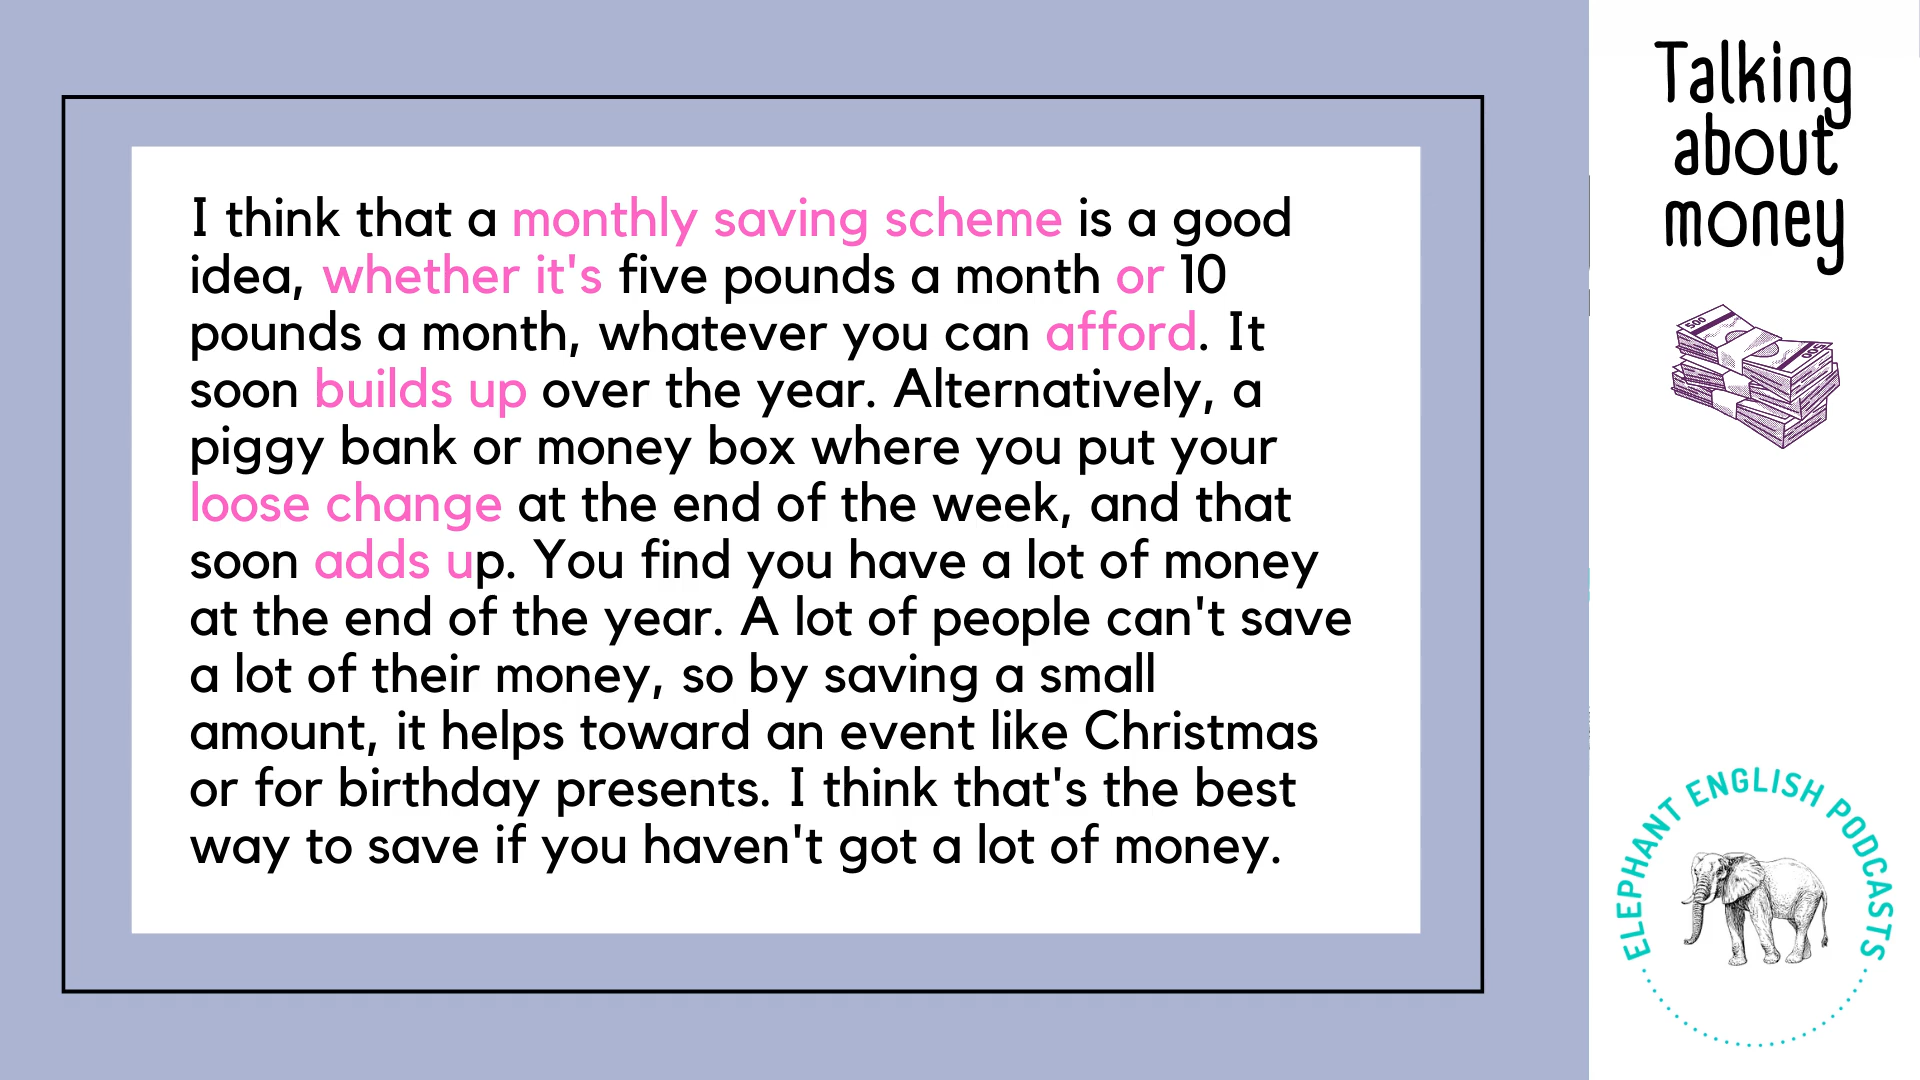 I think that a monthly saving scheme is a good
idea, whether it's five pounds a month or 10
pounds a month, whatever you can afford. It
soon builds up over the year. Alternatively, a
piggy bank or money box where you put your
loose change at the end of the week, and that
soon adds up. You find you have a lot of money
at the end of the year. A lot of people can't save
a lot of their money, so by saving a small
amount, it helps toward an event like Christmas
or for birthday presents. I think that's the best
way to save if you haven't got a lot of money.
Talking
about
money
500
500
ELEPHANT ENGLISH PODCASTS